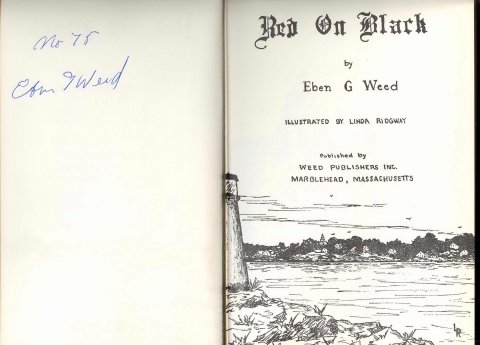 No 75
Eben G Weed
Red On Black
by
Eben G Weed
ILLUSTRATED BY LINDA RIDGWAY
Published by
WEED PUBLISHERS INC.
MARBLEHEAD, MASSACHUSETTS
LR